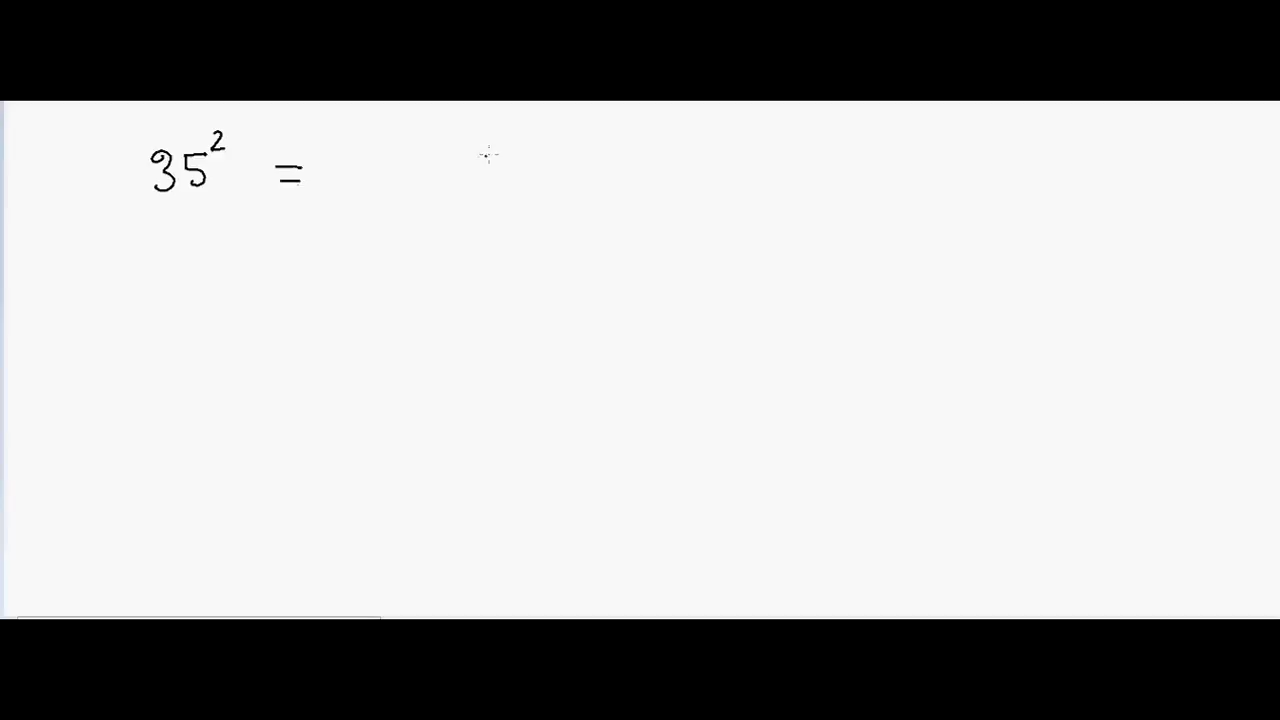 35² =